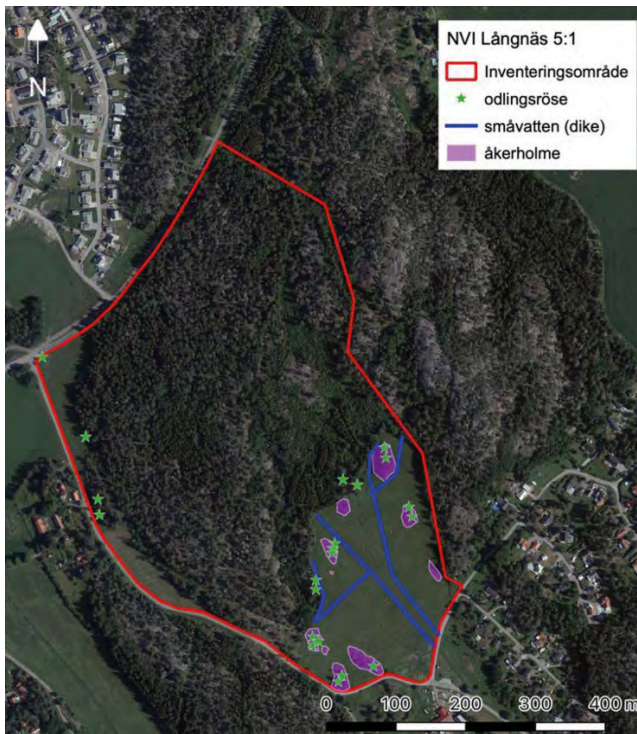 NVI Långnäs 5:1
Inventeringsområde
odlingsröse
småvatten (dike)
åkerholme
N
0 100 200 300 400 m